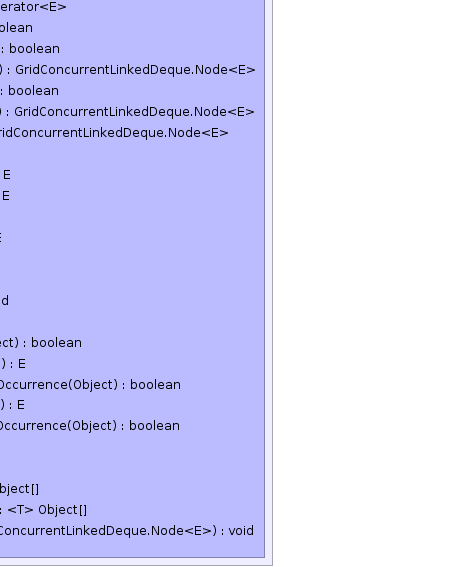 erator<E>
olean
: boolean
) : GridConcurrentLinkedDeque.Node<E>
: boolean
) : GridConcurrentLinkedDeque.Node<E>
ridConcurrentLinkedDeque.Node<E>
E
E
E
d
ect) : boolean
) : E
Occurrence(Object) : boolean
) : E
Occurrence(Object) : boolean
bject[]
: <T> Object[]
ConcurrentLinkedDeque.Node<E>) : void